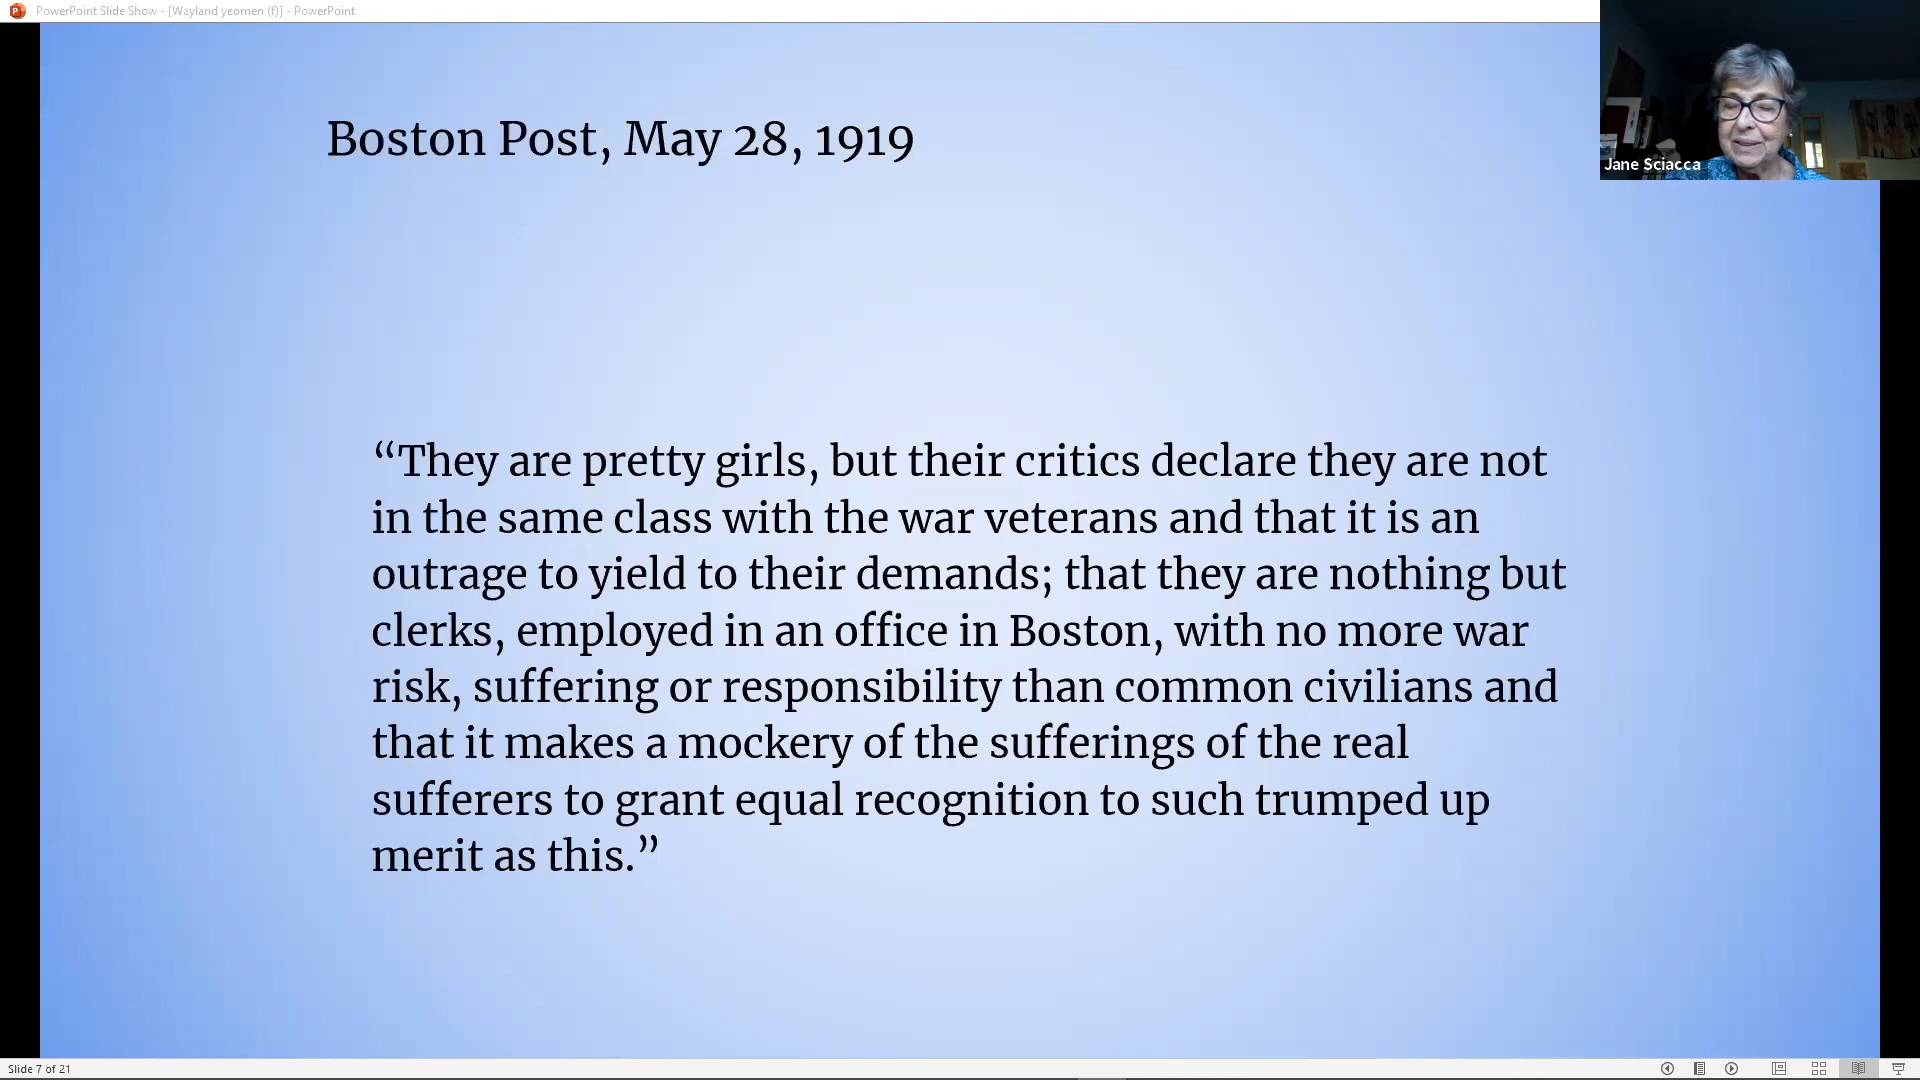 PowerPoint Slide Show - [Wayland yeomen (f)] - PowerPoint
Jane Sciacca
Boston Post, May 28, 1919
“They are pretty girls, but their critics declare they are not
in the same class with the war veterans and that it is an
outrage to yield to their demands; that they are nothing but
clerks, employed in an office in Boston, with no more war
risk, suffering or responsibility than common civilians and
that it makes a mockery of the sufferings of the real
sufferers to grant equal recognition to such trumped up
merit as this.”
Slide 7 of 21